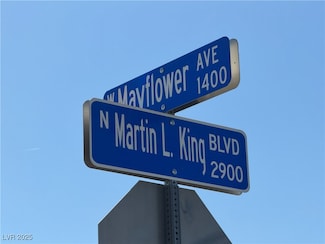 W Mayflower AVE
1400
N Martin L. King BLVD
2900
LVR 2025